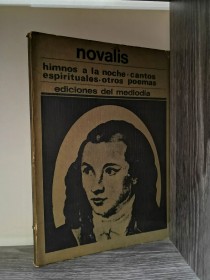 novalis
himnos a la noche-cantos
espirituales-otros poemas
ediciones del mediodía